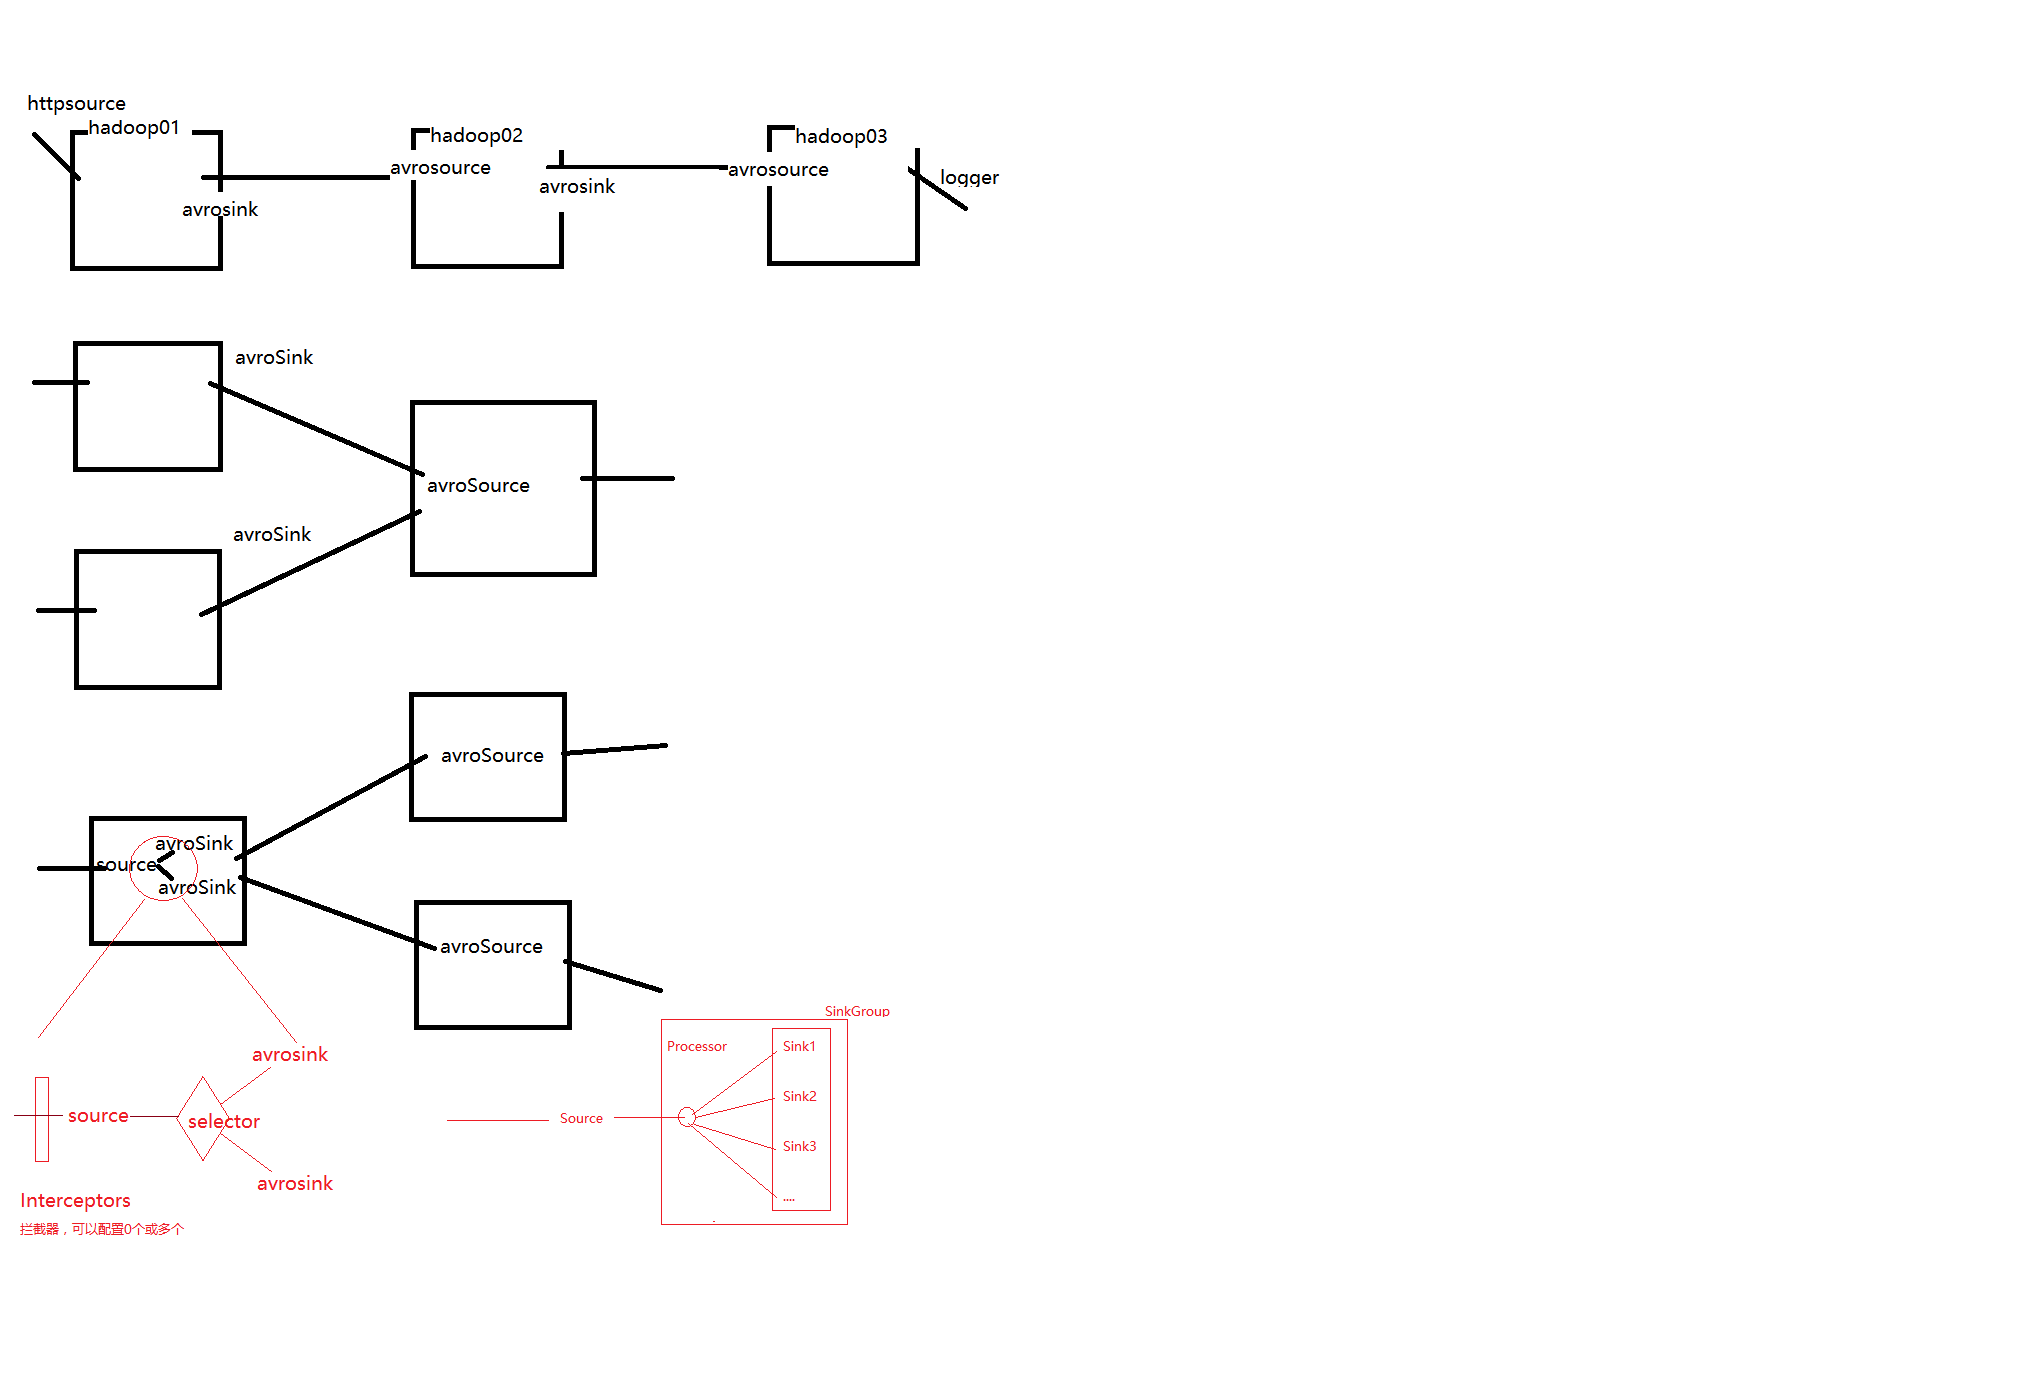 httpsource
hadoop01
hadoop02
hadoop03
avrosource
avrosource
logger
avrosink
avrosink
avroSink
avroSource
avroSink
avroSource
avroSink
source
avroSink
avroSource
SinkGroup
avrosink
Processor
Sink1
Sink2
source
selector
Source
Sink3
avrosink
....
Interceptors
拦截器，可以配置0个或多个